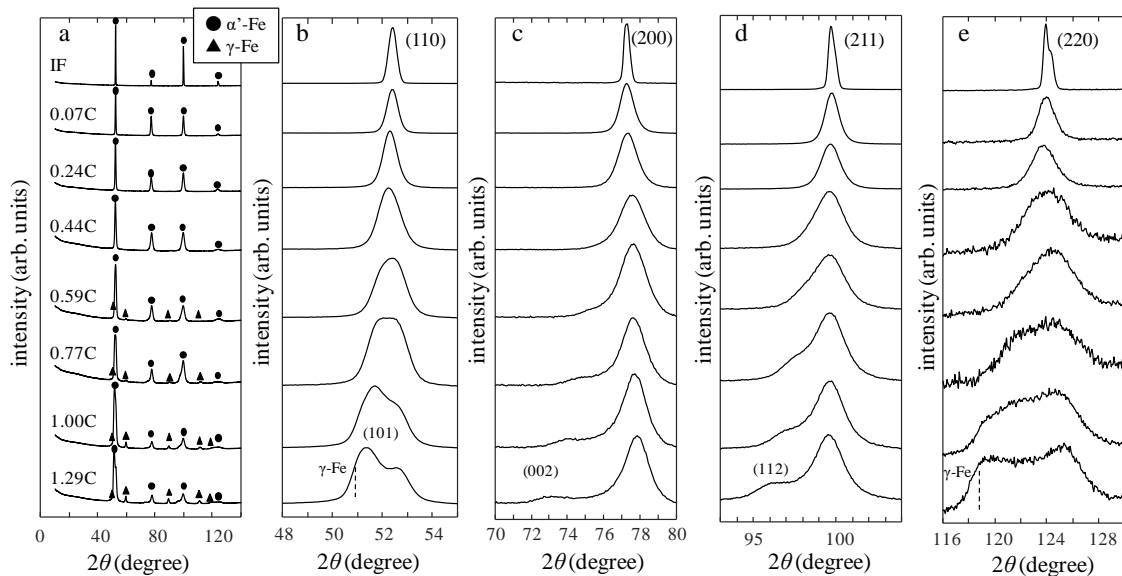 a
● α'-Fe
▲ γ-Fe
IF
0.07C
0.24C
0.44C
0.59C
0.77C
1.00C
1.29C
intensity (arb. units)
0 40 80 120
2θ (degree)
b
(110)
(101)
γ-Fe
intensity (arb. units)
48 50 52 54
2θ (degree)
c
(200)
(002)
intensity (arb. units)
70 72 74 76 78 80
2θ (degree)
d
(211)
(112)
intensity (arb. units)
95 100
2θ (degree)
e
(220)
γ-Fe
intensity (arb. units)
116 120 124 128
2θ (degree)